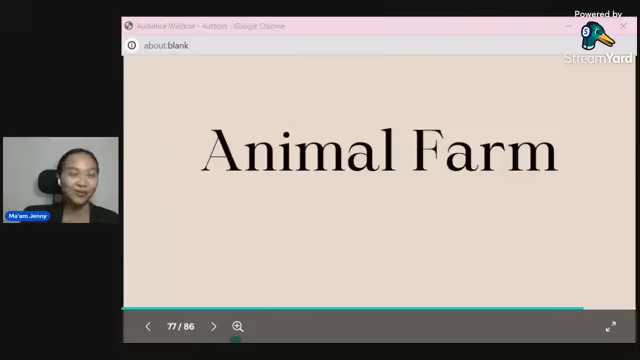 Powered by
StreamYard
Audience Window - Authors - Google Chrome
about:blank
Animal Farm
Ma'am Jenny
77 / 86